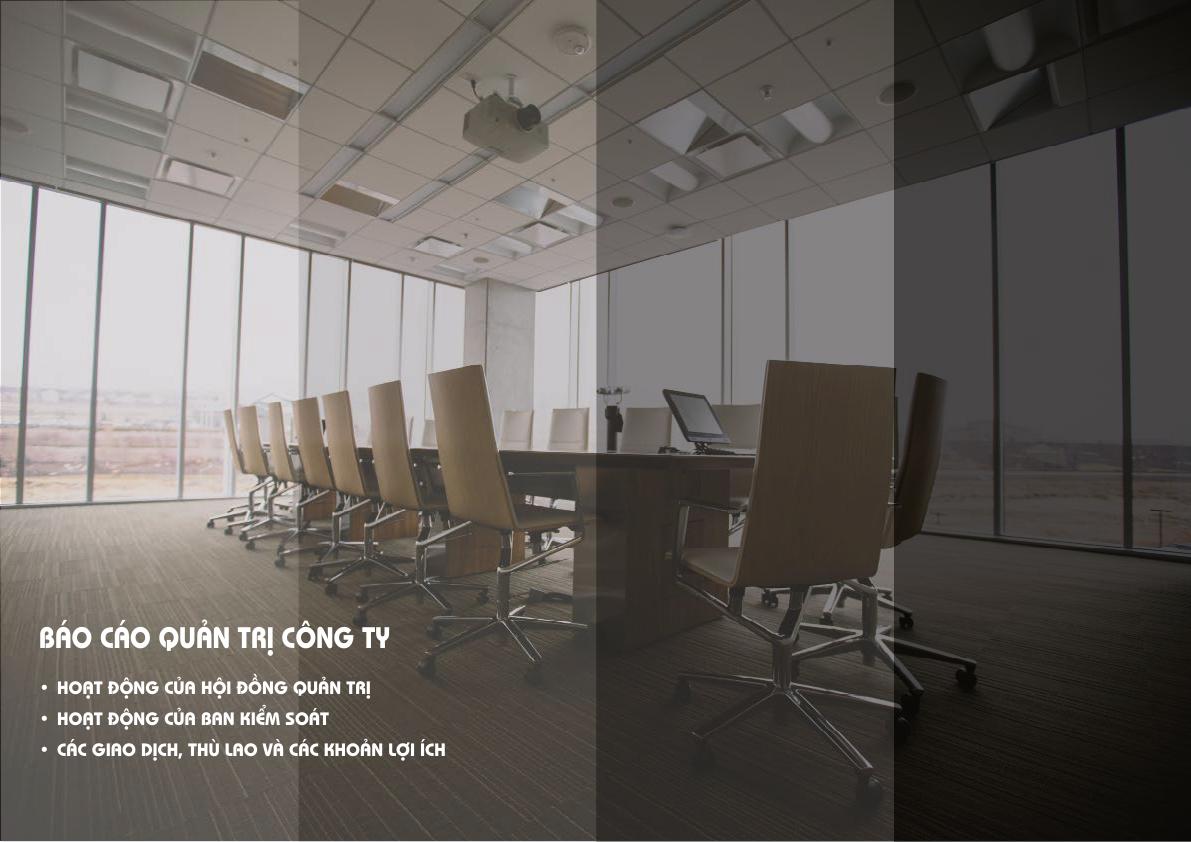 BÁO CÁO QUẢN TRỊ CÔNG TY
• HOẠT ĐỘNG CỦA HỘI ĐỒNG QUẢN TRỊ
• HOẠT ĐỘNG CỦA BAN KIỂM SOÁT
• CÁC GIAO DỊCH, THÙ LAO VÀ CÁC KHOẢN LỢI ÍCH